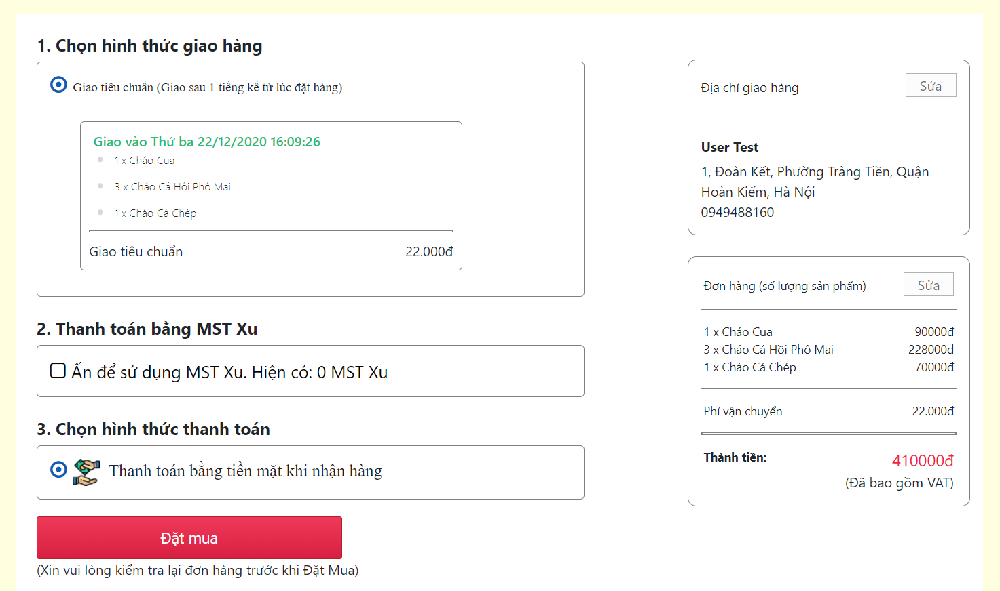 1. Chọn hình thức giao hàng
Giao tiêu chuẩn (Giao sau 1 tiếng kể từ lúc đặt hàng)
Giao vào Thứ ba 22/12/2020 16:09:26
1 x Cháo Cua
3 x Cháo Cá Hồi Phô Mai
1 x Cháo Cá Chép
Giao tiêu chuẩn 22.000đ
2. Thanh toán bằng MST Xu
Ấn để sử dụng MST Xu. Hiện có: 0 MST Xu
3. Chọn hình thức thanh toán
Thanh toán bằng tiền mặt khi nhận hàng
Đặt mua
(Xin vui lòng kiểm tra lại đơn hàng trước khi Đặt Mua)
Địa chỉ giao hàng Sửa
User Test
1, Đoàn Kết, Phường Tràng Tiền, Quận
Hoàn Kiếm, Hà Nội
0949488160
Đơn hàng (số lượng sản phẩm) Sửa
1 x Cháo Cua 90000đ
3 x Cháo Cá Hồi Phô Mai 228000đ
1 x Cháo Cá Chép 70000đ
Phí vận chuyển 22.000đ
Thành tiền: 410000đ
(Đã bao gồm VAT)